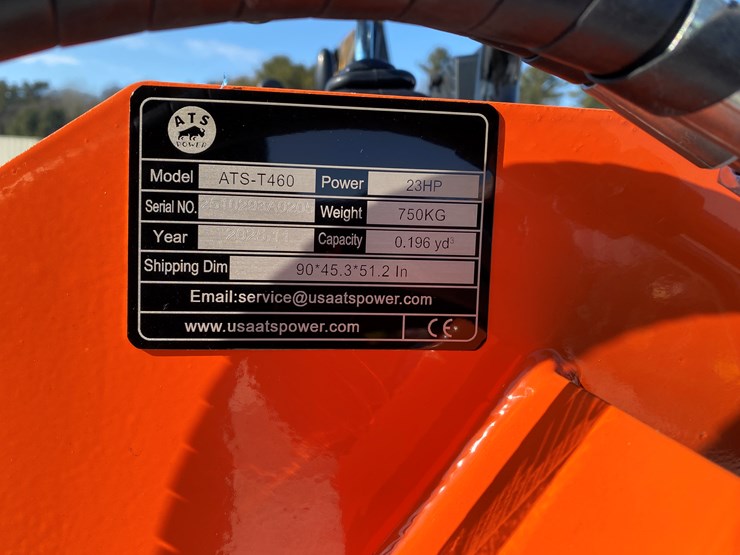 ATS
POWER
Model ATS-T460 Power 23HP
Serial NO. Weight 750KG
Year Capacity 0.196 yd³
Shipping Dim 90*45.3*51.2 In
Email:service@usaatspower.com
www.usaatspower.com CE